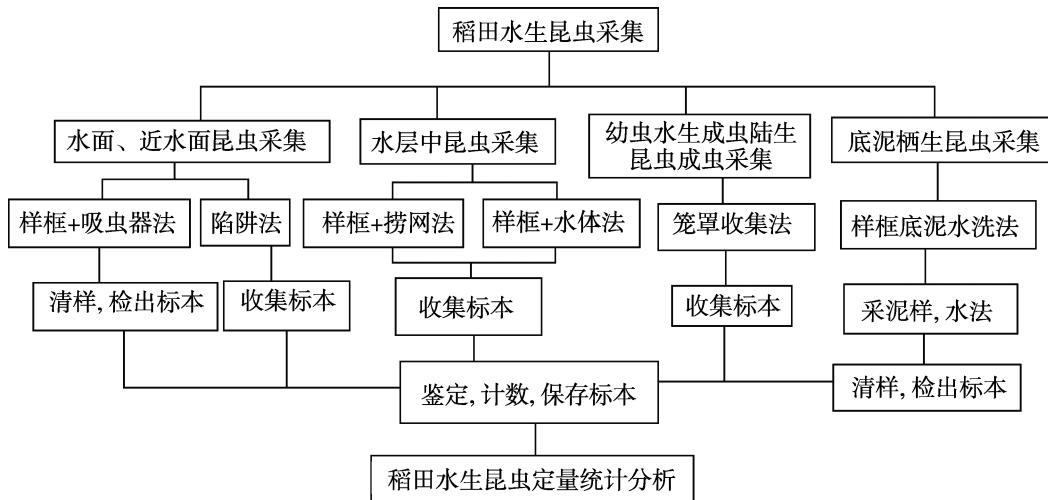 稻田水生昆虫采集
水面、近水面昆虫采集
水层中昆虫采集
幼虫水生成虫陆生
昆虫成虫采集
底泥栖生昆虫采集
样框+吸虫器法
陷阱法
样框+捞网法
样框+水体法
笼罩收集法
样框底泥水洗法
清样,检出标本
收集标本
收集标本
收集标本
采泥样,水法
清样,检出标本
鉴定,计数,保存标本
稻田水生昆虫定量统计分析